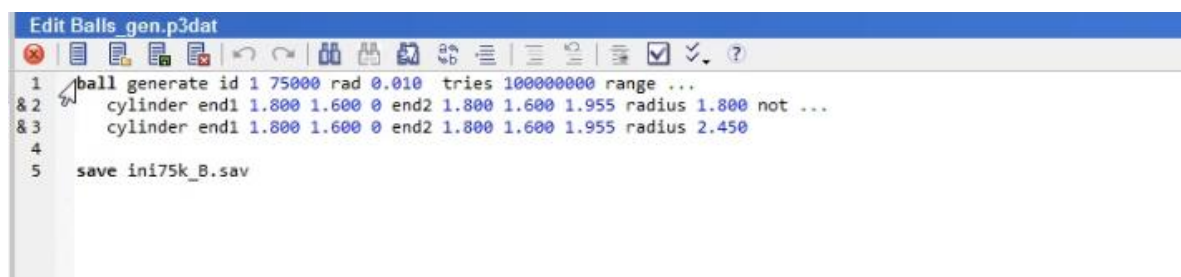 Edit Balls_gen.p3dat
1 ball generate id 1 75000 rad 0.010 tries 100000000 range ...
& 2 cylinder end1 1.800 1.600 0 end2 1.800 1.600 1.955 radius 1.800 not ...
& 3 cylinder end1 1.800 1.600 0 end2 1.800 1.600 1.955 radius 2.450
4
5 save ini75k_B.sav